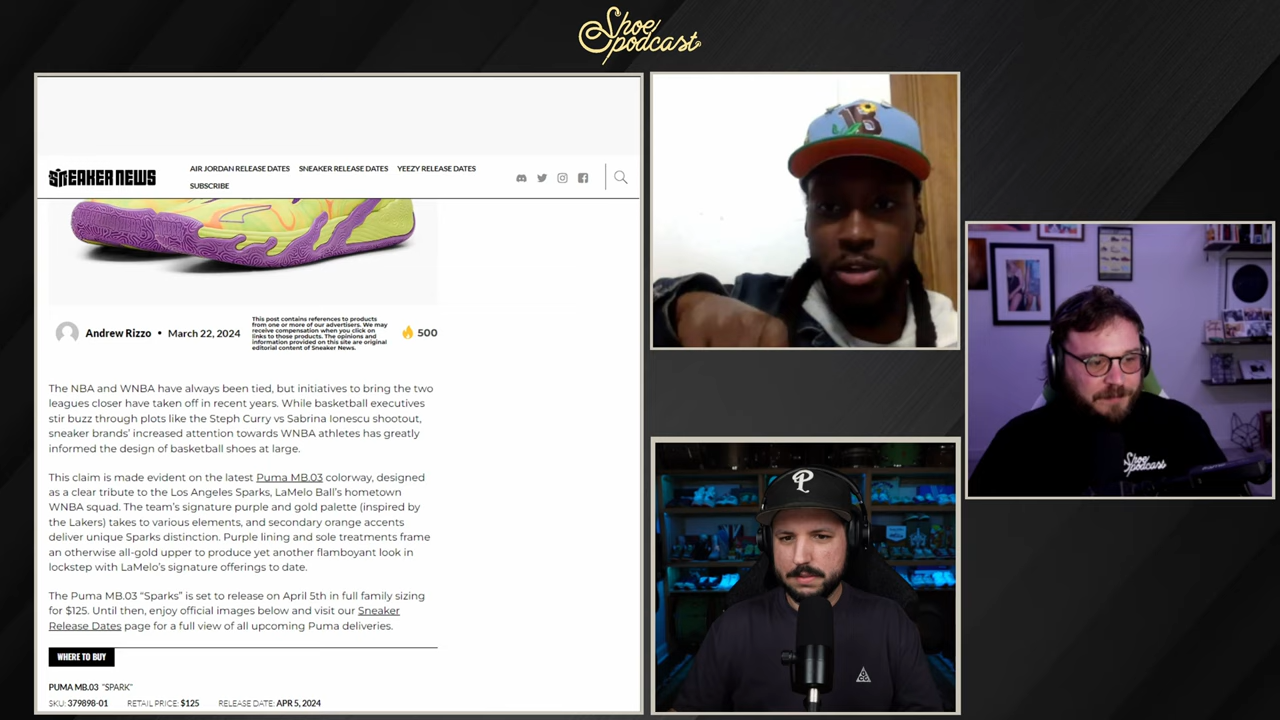 Shoe
podcast
SNEAKER NEWS
AIR JORDAN RELEASE DATES SNEAKER RELEASE DATES YEEZY RELEASE DATES
SUBSCRIBE
Andrew Rizzo • March 22, 2024
This post contains references to products
from one or more of our advertisers. We may
receive compensation when you click on
links to those products. The opinions and
information provided on this site are original
editorial content of Sneaker News.
500
The NBA and WNBA have always been tied, but initiatives to bring the two
leagues closer have taken off in recent years. While basketball executives
stir buzz through plots like the Steph Curry vs Sabrina Ionescu shootout,
sneaker brands' increased attention towards WNBA athletes has greatly
informed the design of basketball shoes at large.
This claim is made evident on the latest Puma MB.03 colorway, designed
as a clear tribute to the Los Angeles Sparks, LaMelo Ball's hometown
WNBA squad. The team's signature purple and gold palette (inspired by
the Lakers) takes to various elements, and secondary orange accents
deliver unique Sparks distinction. Purple lining and sole treatments frame
an otherwise all-gold upper to produce yet another flamboyant look in
lockstep with LaMelo's signature offerings to date.
The Puma MB.03 "Sparks" is set to release on April 5th in full family sizing
for $125. Until then, enjoy official images below and visit our Sneaker
Release Dates page for a full view of all upcoming Puma deliveries.
WHERE TO BUY
PUMA MB.03 "SPARK"
SKU: 379898-01 RETAIL PRICE: $125 RELEASE DATE: APR 5, 2024
B
P
Shoe
podcast